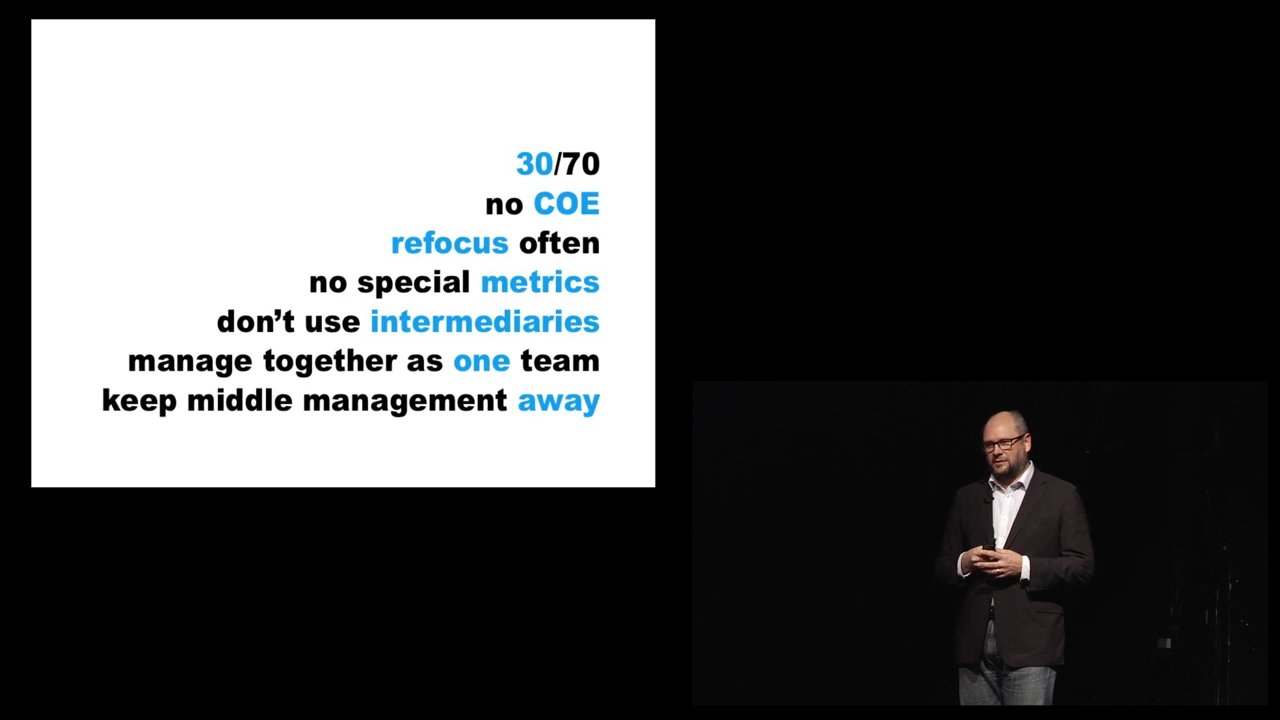 30/70
no COE
refocus often
no special metrics
don’t use intermediaries
manage together as one team
keep middle management away